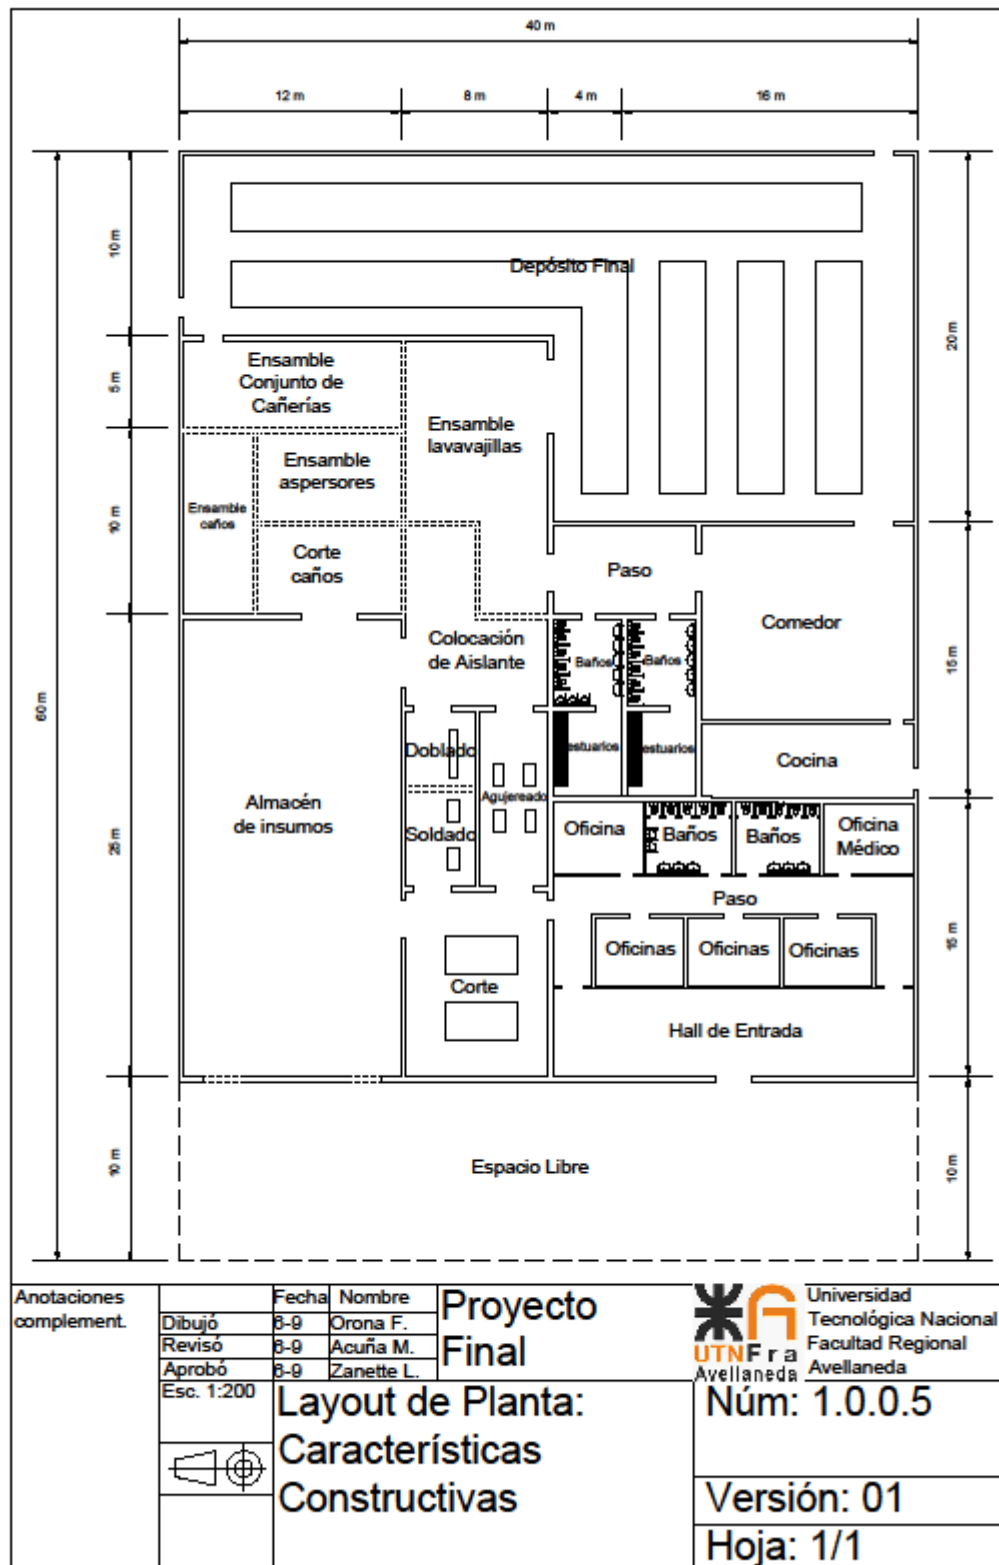 40 m
12 m
8 m
4 m
16 m
10 m
5 m
10 m
25 m
10 m
60 m
20 m
15 m
15 m
10 m
Depósito Final
Ensamble
Conjunto de
Cañerías
Ensamble
lavavajillas
Ensamble
aspersores
Ensamble
caños
Corte
caños
Paso
Comedor
Colocación
de Aislante
Baños
Baños
Doblado
estuarios
estuarios
Cocina
Agujereado
Almacén
de insumos
Soldado
Oficina
Baños
Baños
Oficina
Médico
Paso
Oficinas
Oficinas
Oficinas
Corte
Hall de Entrada
Espacio Libre
Anotaciones
complement.
Fecha Nombre
Dibujó 6-9 Orona F.
Revisó 6-9 Acuña M.
Aprobó 6-9 Zanette L.
Proyecto
Final
UTNFra
Avellaneda
Universidad
Tecnológica Nacional
Facultad Regional
Avellaneda
Esc. 1:200
Layout de Planta:
Características
Constructivas
Núm: 1.0.0.5
Versión: 01
Hoja: 1/1